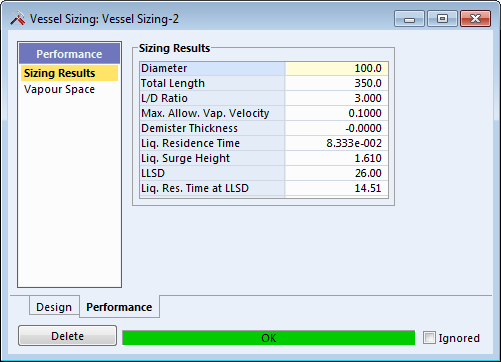 Vessel Sizing: Vessel Sizing-2
Performance
Sizing Results
Vapour Space
Sizing Results
Diameter 100.0
Total Length 350.0
L/D Ratio 3.000
Max. Allow. Vap. Velocity 0.1000
Demister Thickness -0.0000
Liq. Residence Time 8.333e-002
Liq. Surge Height 1.610
LLSD 26.00
Liq. Res. Time at LLSD 14.51
Design Performance
Delete OK Ignored